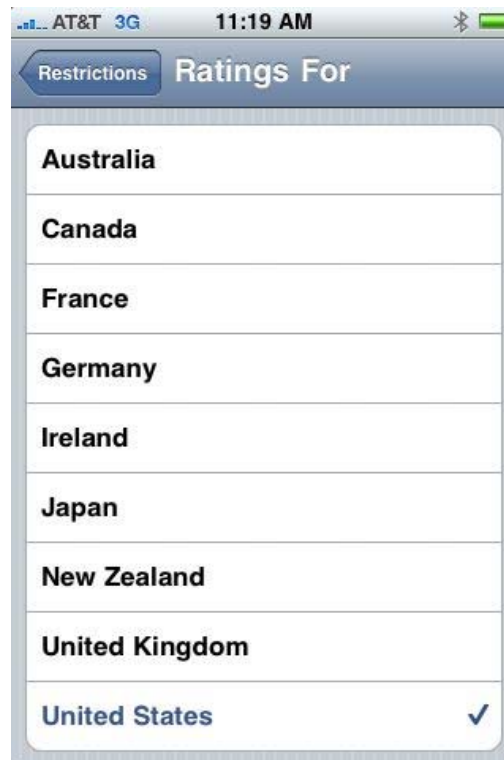 AT&T 3G 11:19 AM
Restrictions Ratings For
Australia
Canada
France
Germany
Ireland
Japan
New Zealand
United Kingdom
United States